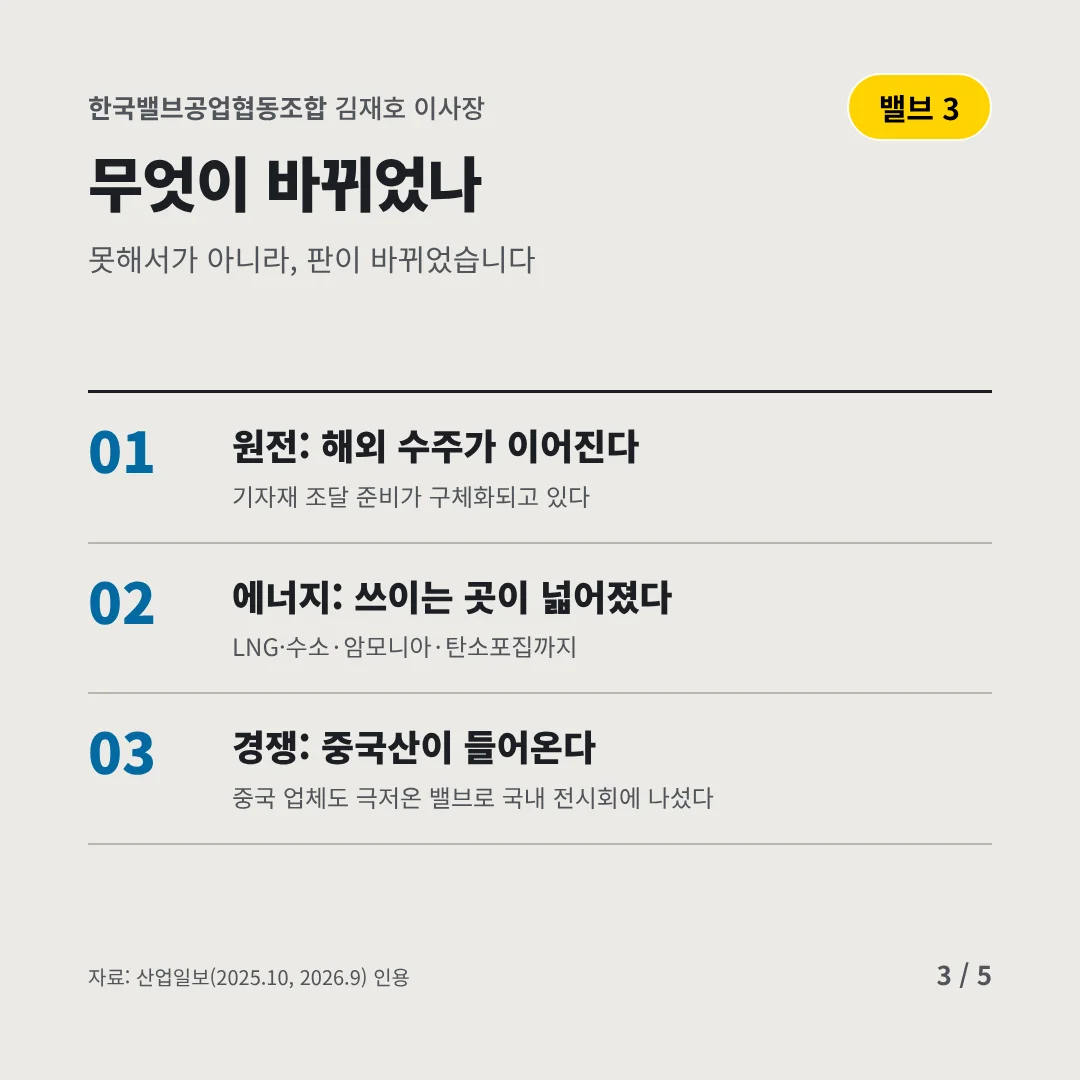 한국밸브공업협동조합 김재호 이사장
밸브 3
무엇이 바뀌었나
못해서가 아니라, 판이 바뀌었습니다
01
원전: 해외 수주가 이어진다
기자재 조달 준비가 구체화되고 있다
02
에너지: 쓰이는 곳이 넓어졌다
LNG·수소·암모니아·탄소포집까지
03
경쟁: 중국산이 들어온다
중국 업체도 극저온 밸브로 국내 전시회에 나섰다
자료: 산업일보(2025.10, 2026.9) 인용
3 / 5